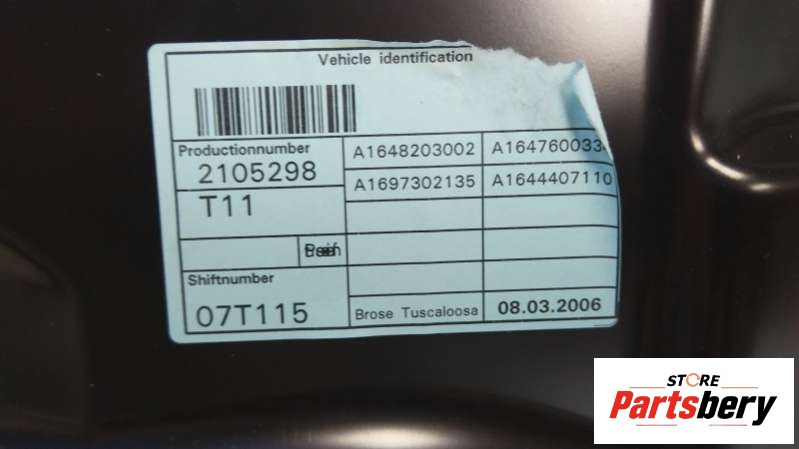 Vehicle identification
Productionnumber
2105298
A1648203002
T11
A1697302135
A1644407110
Shiftnumber
07T115
Brose Tuscaloosa
08.03.2006
STORE
Partsbery